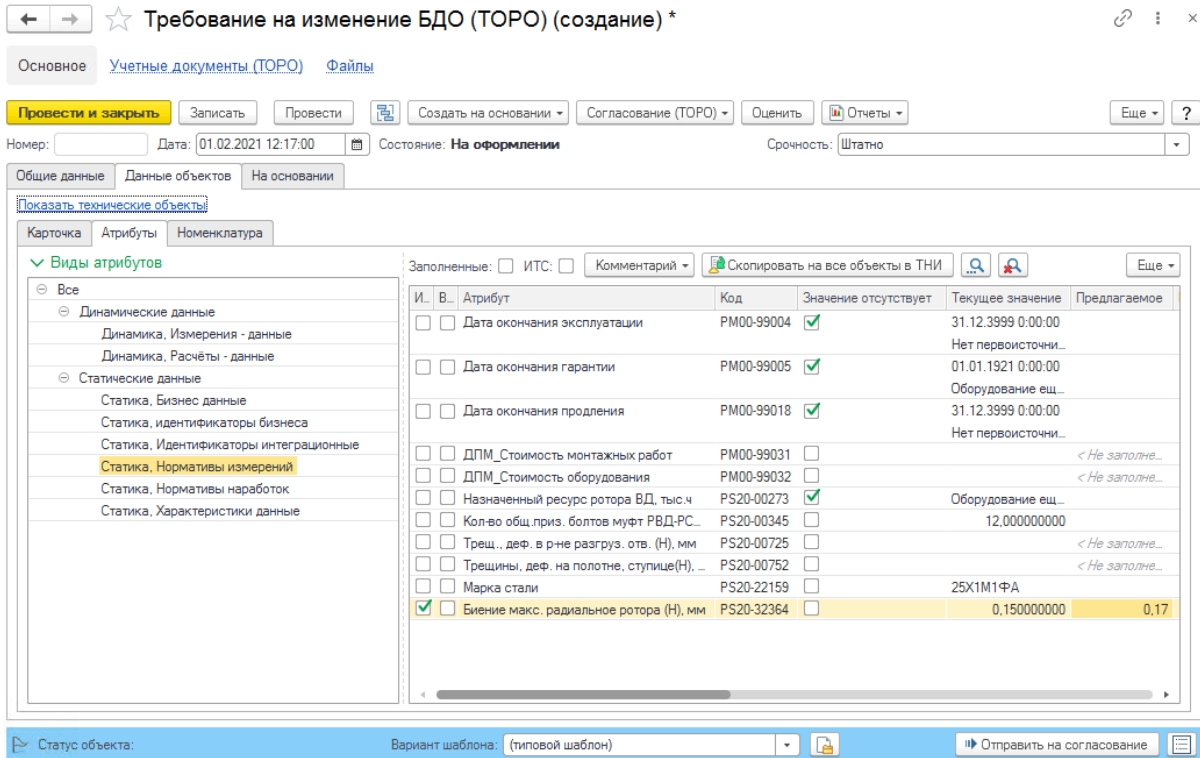 Требование на изменение БДО (ТОРО) (создание) *
Основное Учетные документы (ТОРО) Файлы
Провести и закрыть Записать Провести Создать на основании Согласование (ТОРО) Оценить Отчеты Еще ?
Номер: Дата: 01.02.2021 12:17:00 Состояние: На оформлении Срочность: Штатно
Общие данные Данные объектов На основании
Показать технические объекты
Карточка Атрибуты Номенклатура
Виды атрибутов
Все
Динамические данные
Динамика, Измерения - данные
Динамика, Расчёты - данные
Статические данные
Статика, Бизнес данные
Статика, идентификаторы бизнеса
Статика, Идентификаторы интеграционные
Статика, Нормативы измерений
Статика, Нормативы наработок
Статика, Характеристики данные
Заполненные: ИТС: Комментарий Скопировать на все объекты в ТНИ Еще
И... В... Атрибут Код Значение отсутствует Текущее значение Предлагаемое
Дата окончания эксплуатации PM00-99004 31.12.3999 0:00:00
Нет первоисточни...
Дата окончания гарантии PM00-99005 01.01.1921 0:00:00
Оборудование ещ...
Дата окончания продления PM00-99018 31.12.3999 0:00:00
Нет первоисточни...
ДПМ_Стоимость монтажных работ PM00-99031 < Не заполне...
ДПМ_Стоимость оборудования PM00-99032 < Не заполне...
Назначенный ресурс ротора ВД, тыс.ч PS20-00273 Оборудование ещ...
Кол-во общ.приз. болтов муфт РВД-РС... PS20-00345 12,000000000
Трещ., деф. в р-не разгруз. отв. (Н), мм PS20-00725 < Не заполне...
Трещины, деф. на полотне, ступице(Н), ... PS20-00752 < Не заполне...
Марка стали PS20-22159 25Х1М1ФА
Биение макс. радиальное ротора (Н), мм PS20-32364 0,150000000 0,17
Статус объекта: Вариант шаблона: (типовой шаблон) Отправить на согласование